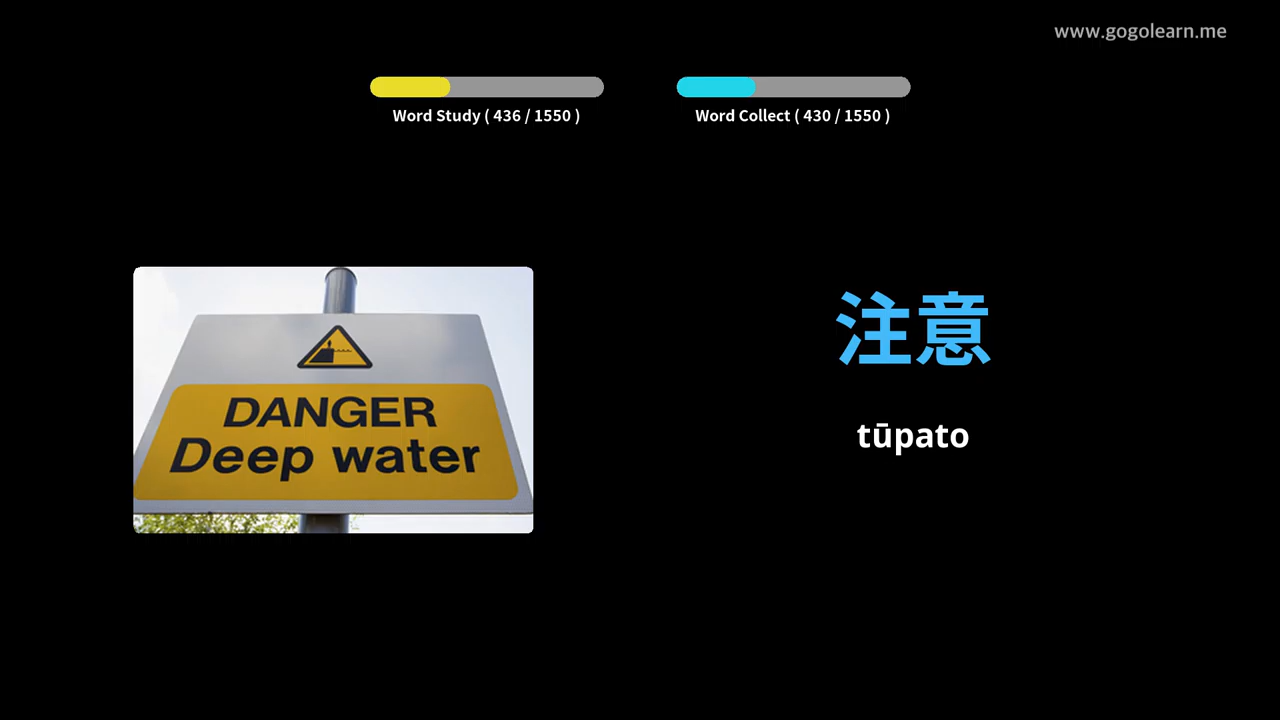 www.gogolearn.me
Word Study ( 436 / 1550 )
Word Collect ( 430 / 1550 )
DANGER
Deep water
注意
tūpato